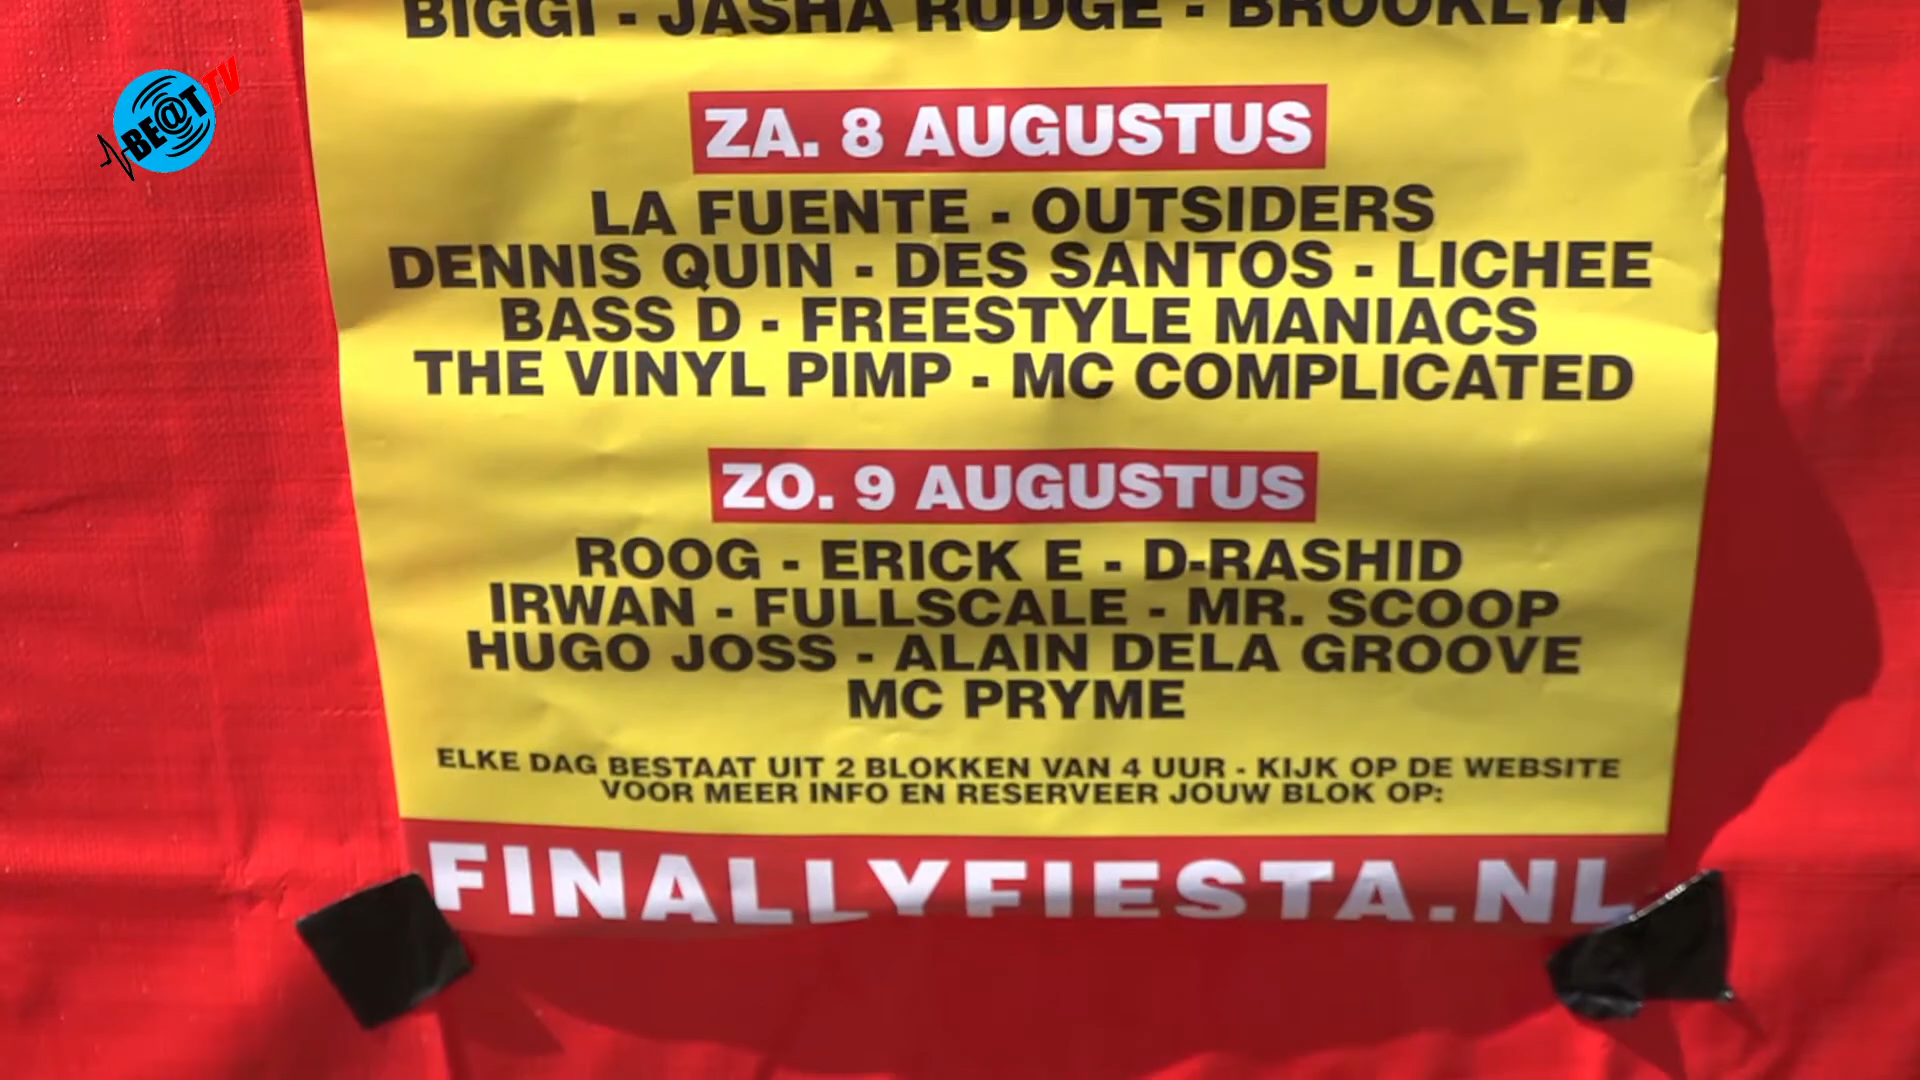 BIGGI - JASHA RUDGE - BROOKLYN
BE@T TV
ZA. 8 AUGUSTUS
LA FUENTE - OUTSIDERS
DENNIS QUIN - DES SANTOS - LICHEE
BASS D - FREESTYLE MANIACS
THE VINYL PIMP - MC COMPLICATED
ZO. 9 AUGUSTUS
ROOG - ERICK E - D-RASHID
IRWAN - FULLSCALE - MR. SCOOP
HUGO JOSS - ALAIN DELA GROOVE
MC PRYME
ELKE DAG BESTAAT UIT 2 BLOKKEN VAN 4 UUR - KIJK OP DE WEBSITE
VOOR MEER INFO EN RESERVEER JOUW BLOK OP:
FINALLYFIESTA.NL